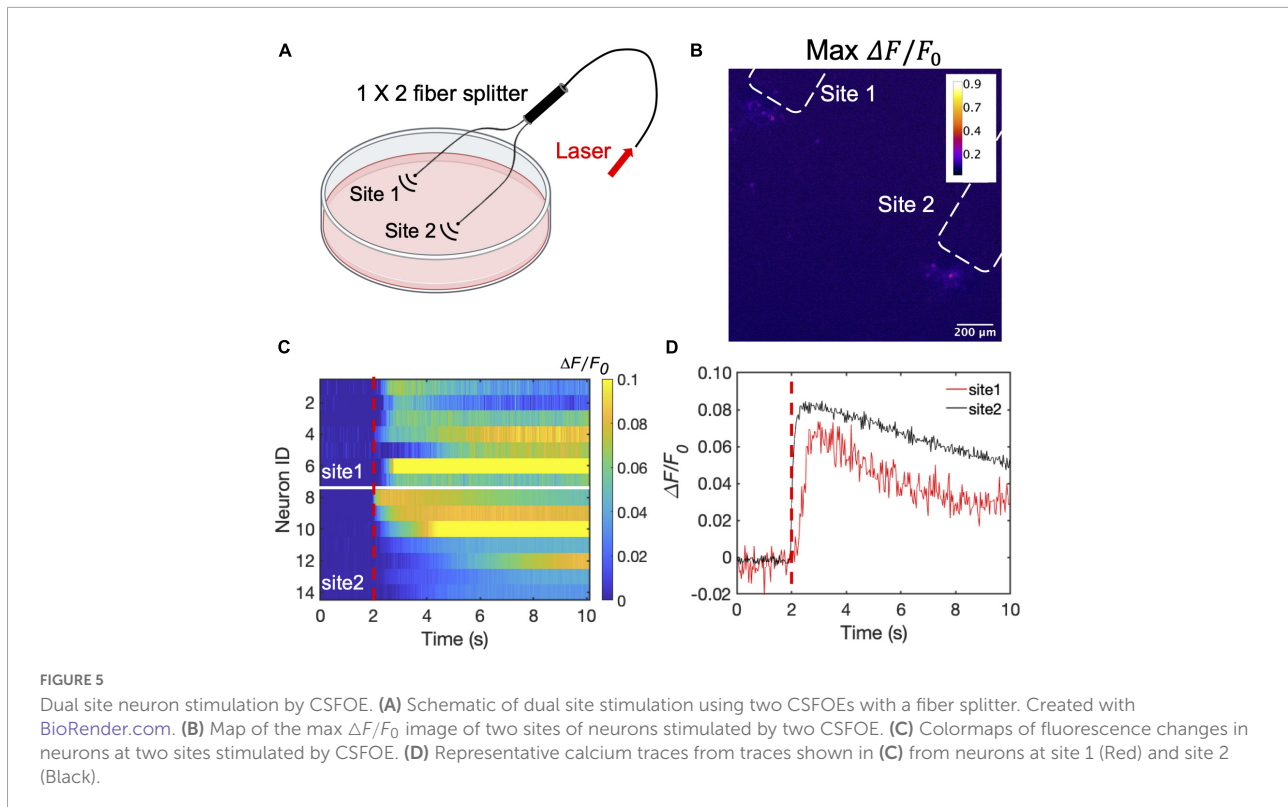 A
1 X 2 fiber splitter
Laser
Site 1
Site 2
B
Max ΔF/F₀
Site 1
0.9
0.7
0.4
0.2
Site 2
200 µm
C
ΔF/F₀
Neuron ID
2
4
6
8
10
12
14
site1
site2
0 2 4 6 8 10
Time (s)
0.1
0.08
0.06
0.04
0.02
0
D
ΔF/F₀
0.10
0.08
0.06
0.04
0.02
0
-0.02
site1
site2
0 2 4 6 8 10
Time (s)
FIGURE 5
Dual site neuron stimulation by CSFOE. (A) Schematic of dual site stimulation using two CSFOEs with a fiber splitter. Created with
BioRender.com. (B) Map of the max ΔF/F₀ image of two sites of neurons stimulated by two CSFOE. (C) Colormaps of fluorescence changes in
neurons at two sites stimulated by CSFOE. (D) Representative calcium traces from traces shown in (C) from neurons at site 1 (Red) and site 2
(Black).